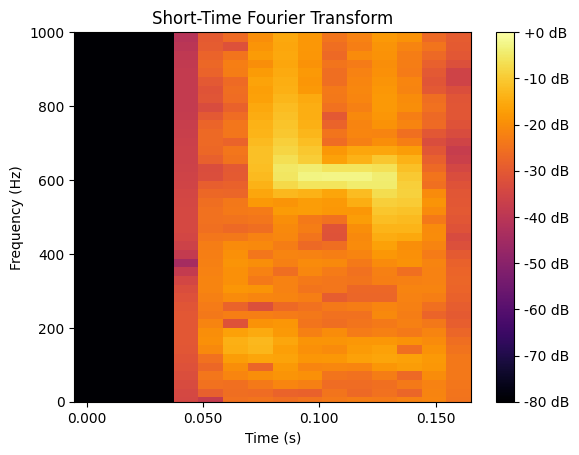 Short-Time Fourier Transform
1000
800
600
400
200
0
Frequency (Hz)
0.000
0.050
0.100
0.150
Time (s)
+0 dB
-10 dB
-20 dB
-30 dB
-40 dB
-50 dB
-60 dB
-70 dB
-80 dB